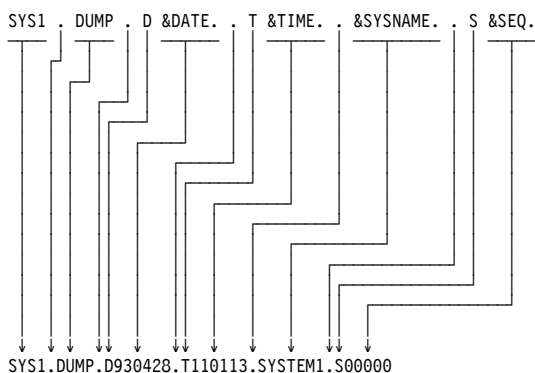 SYS1 . DUMP . D &DATE. . T &TIME. . &SYSNAME. . S &SEQ.
SYS1.DUMP.D930428.T110113.SYSTEM1.S00000